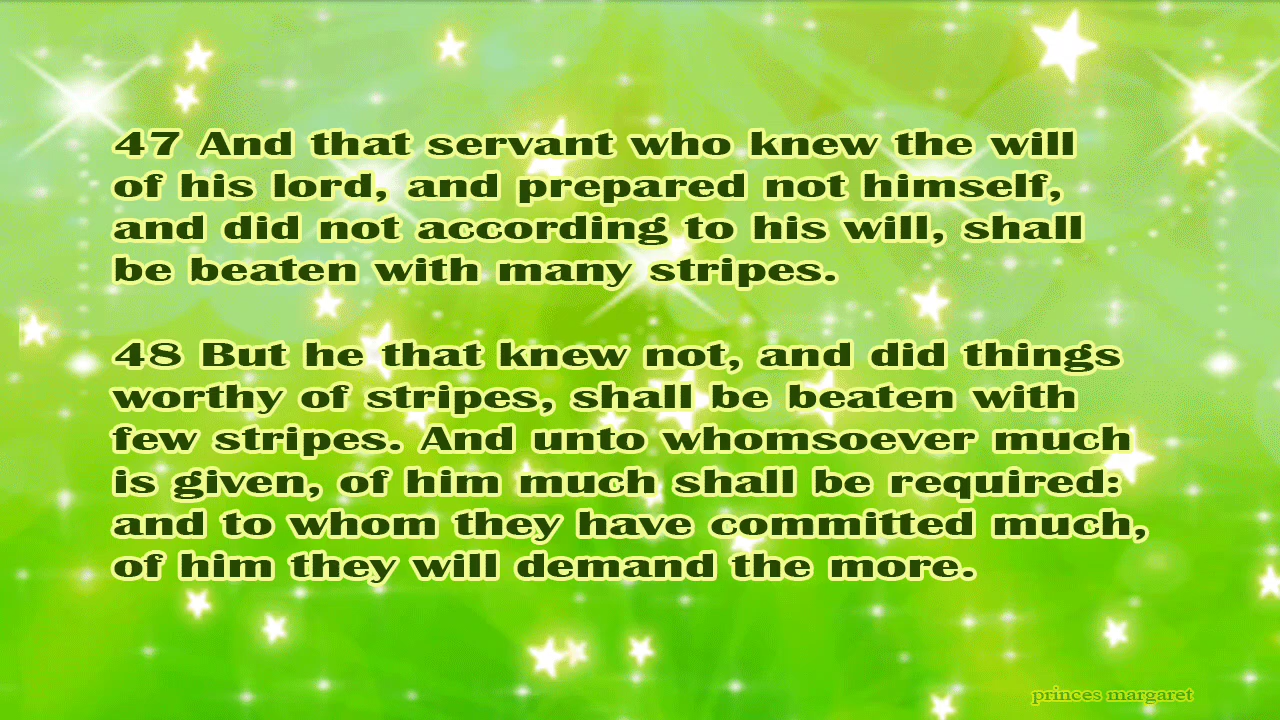 47 And that servant who knew the will
of his lord, and prepared not himself,
and did not according to his will, shall
be beaten with many stripes.
48 But he that knew not, and did things
worthy of stripes, shall be beaten with
few stripes. And unto whomsoever much
is given, of him much shall be required:
and to whom they have committed much,
of him they will demand the more.
princes margaret